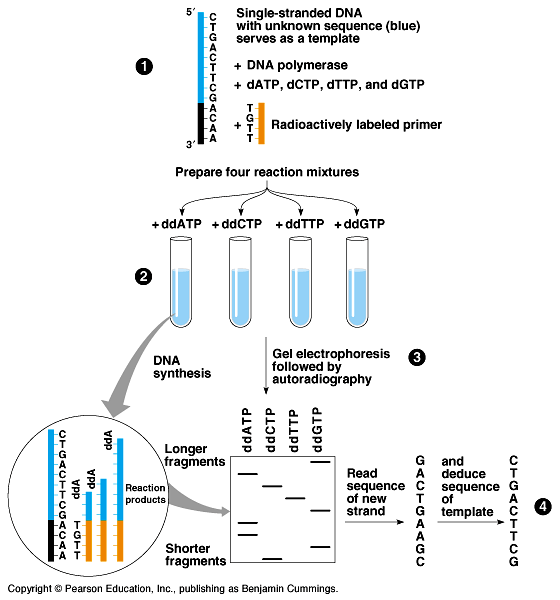 5′
C
T
G
A
C
T
T
C
G
A
C
A
A
3′
Single-stranded DNA
with unknown sequence (blue)
serves as a template
1
+ DNA polymerase
+ dATP, dCTP, dTTP, and dGTP
T
G
T
T
+ Radioactively labeled primer
Prepare four reaction mixtures
+ ddATP + ddCTP + ddTTP + ddGTP
2
DNA
synthesis
Gel electrophoresis
followed by
autoradiography
3
ddATP
ddCTP
ddTTP
ddGTP
Longer
fragments
Shorter
fragments
C
T
G
A
C
T
T
C
G
A
C
A
A
T
G
T
T
ddA
ddA
ddA
Reaction
products
Read
sequence
of new
strand
G
A
C
T
G
A
A
G
C
and
deduce
sequence
of
template
C
T
G
A
C
T
T
C
G
4
Copyright © Pearson Education, Inc., publishing as Benjamin Cummings.